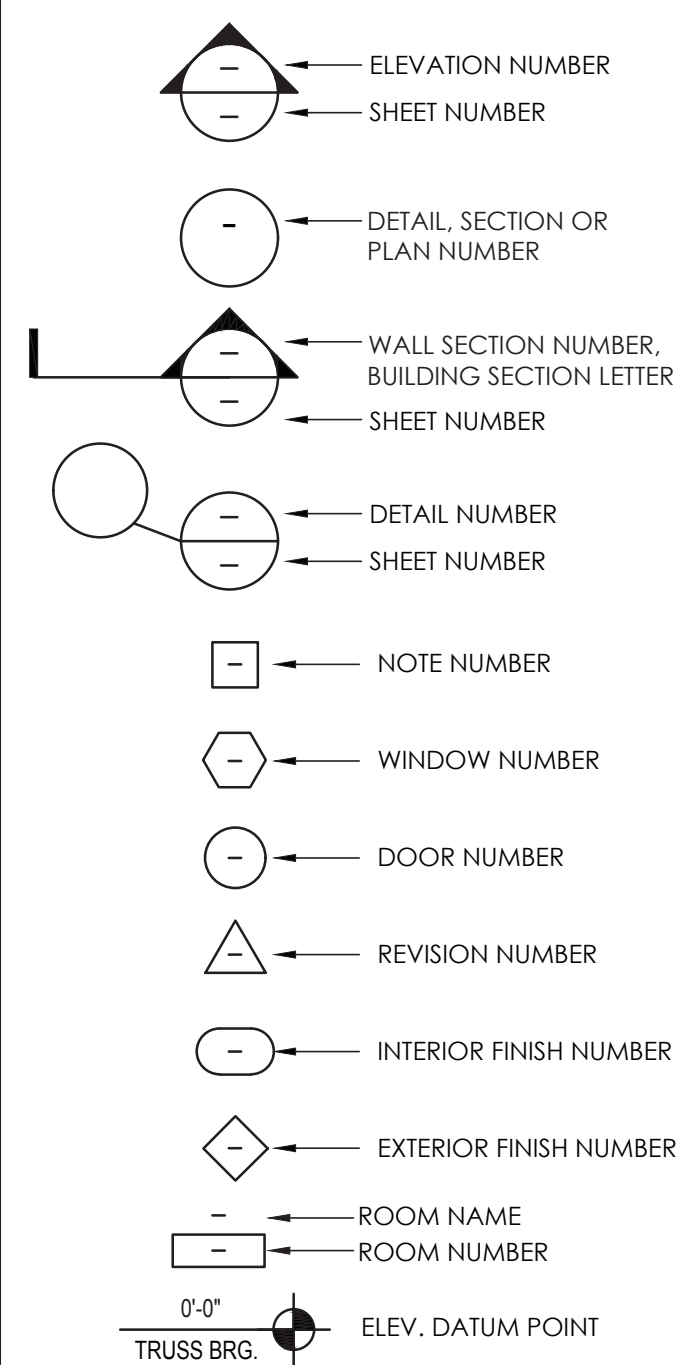 - ELEVATION NUMBER
- SHEET NUMBER
- DETAIL, SECTION OR
PLAN NUMBER
- WALL SECTION NUMBER,
BUILDING SECTION LETTER
- SHEET NUMBER
- DETAIL NUMBER
- SHEET NUMBER
- NOTE NUMBER
- WINDOW NUMBER
- DOOR NUMBER
- REVISION NUMBER
- INTERIOR FINISH NUMBER
- EXTERIOR FINISH NUMBER
- ROOM NAME
- ROOM NUMBER
0'-0"
ELEV. DATUM POINT
TRUSS BRG.